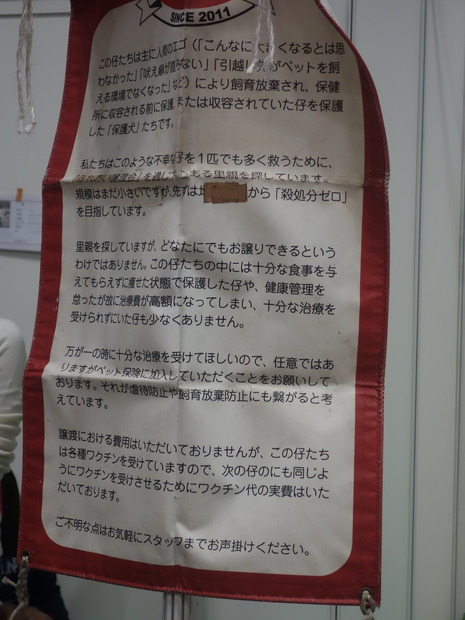 SINCE 2011
この仔たちは主に人間のエゴ（「こんなに大きくなるとは思
わなかった」「吠え癖が直らない」「引越し先がペットを飼
える環境でなくなった」など）により飼育放棄され、保健
所に収容される前に保護、または収容されていた仔を保護
した「保護犬」たちです。
私たちはこのような不幸な仔を１匹でも多く救うために、
里親を探しています。
規模はまだ小さいですが、先ずは地 から「殺処分ゼロ」
を目指しています。
里親を探していますが、どなたにでもお譲りできるという
わけではありません。この仔たちの中には十分な食事を与
えてもらえずに痩せた状態で保護した仔や、健康管理を
怠ったが故に治療費が高額になってしまい、十分な治療を
受けられずにいた仔も少なくありません。
万が一の時に十分な治療を受けてほしいので、任意ではあ
りますがペット保険に加入していただくことをお願いして
おります。それが虐待防止や飼育放棄防止にも繋がると考
えています。
譲渡における費用はいただいておりませんが、この仔たち
は各種ワクチンを受けていますので、次の仔のにも同じよ
うにワクチンを受けさせるためにワクチン代の実費はいた
だいております。
ご不明な点はお気軽にスタッフまでお声掛けください。